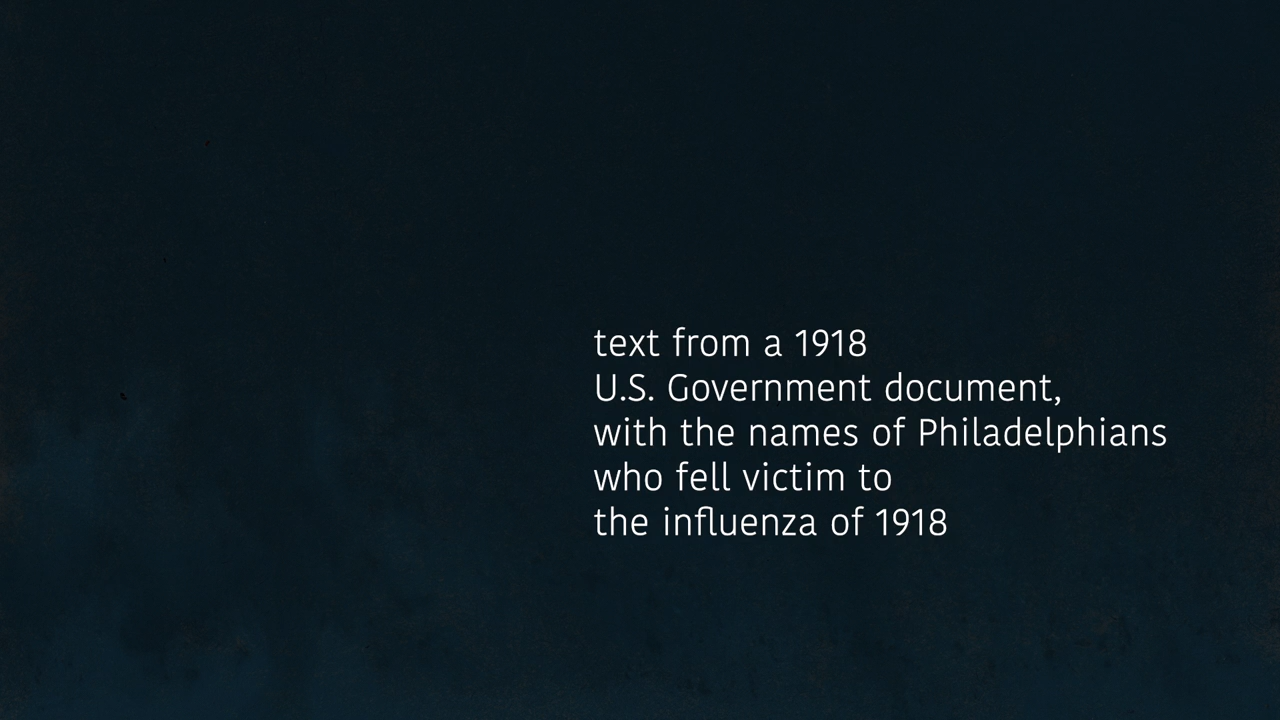 text from a 1918
U.S. Government document,
with the names of Philadelphians
who fell victim to
the influenza of 1918